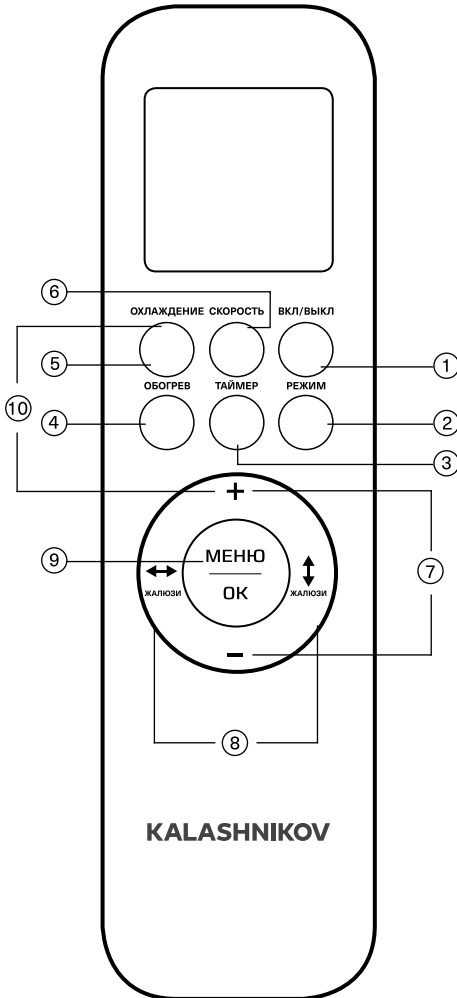 ⑥
ОХЛАЖДЕНИЕ СКОРОСТЬ ВКЛ/ВЫКЛ
⑤ ①
ОБОГРЕВ ТАЙМЕР РЕЖИМ
⑩
④ ②
③
+
⑨ МЕНЮ ⑦
ЖАЛЮЗИ OK ЖАЛЮЗИ
−
⑧
KALASHNIKOV